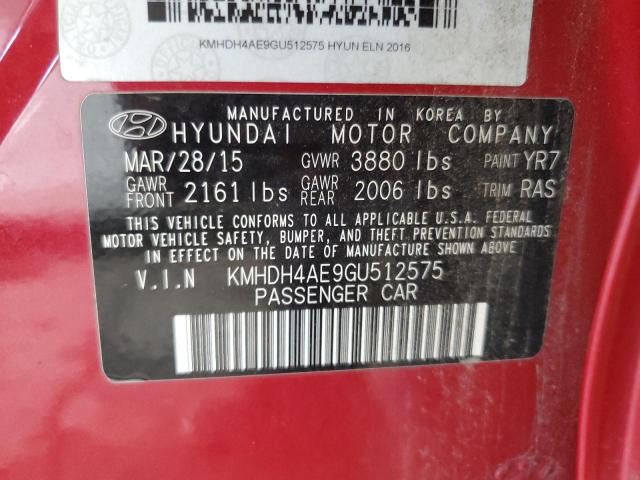 KMHDH4AE9GU512575 HYUN ELN 2016
MANUFACTURED IN KOREA BY
HYUNDAI MOTOR COMPANY
MAR/28/15 GVWR 3880 lbs PAINT YR7
GAWR FRONT 2161 lbs GAWR REAR 2006 lbs TRIM RAS
THIS VEHICLE CONFORMS TO ALL APPLICABLE U.S.A. FEDERAL
MOTOR VEHICLE SAFETY, BUMPER, AND THEFT PREVENTION STANDARDS
IN EFFECT ON THE DATE OF MANUFACTURE SHOWN ABOVE.
V.I.N KMHDH4AE9GU512575
PASSENGER CAR